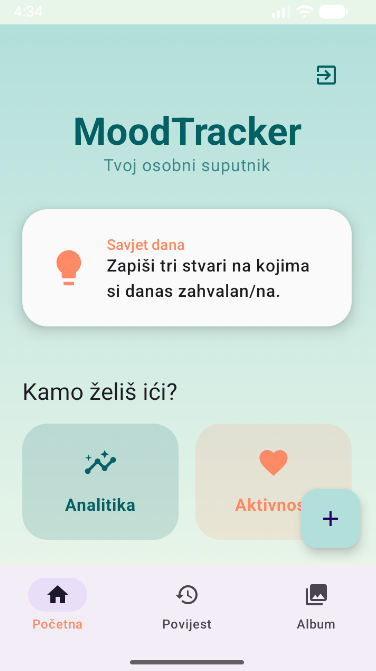 4:34
MoodTracker
Tvoj osobni suputnik
Savjet dana
Zapiši tri stvari na kojima
si danas zahvalan/na.
Kamo želiš ići?
Analitika
Aktivnos
Početna
Povijest
Album